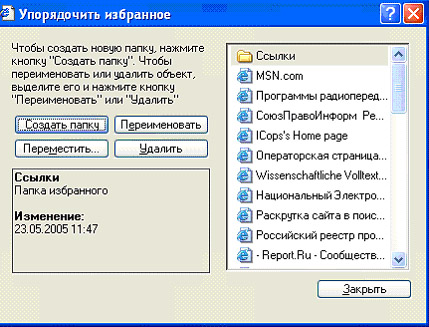 Упорядочить избранное
Чтобы создать новую папку, нажмите
кнопку "Создать папку". Чтобы
переименовать или удалить объект,
выделите его и нажмите кнопку
"Переименовать" или "Удалить"
Создать папку
Переименовать
Переместить...
Удалить
Ссылки
Папка избранного
Изменение:
23.05.2005 11:47
Ссылки
MSN.com
Программы радиоперед...
СоюзПравоИнформ Ре...
ICops's Home page
Операторская страница...
Wissenschaftliche Volltext...
Национальный Электро...
Раскрутка сайта в поис...
Российский реестр про...
- Report.Ru - Сообществ...
Закрыть